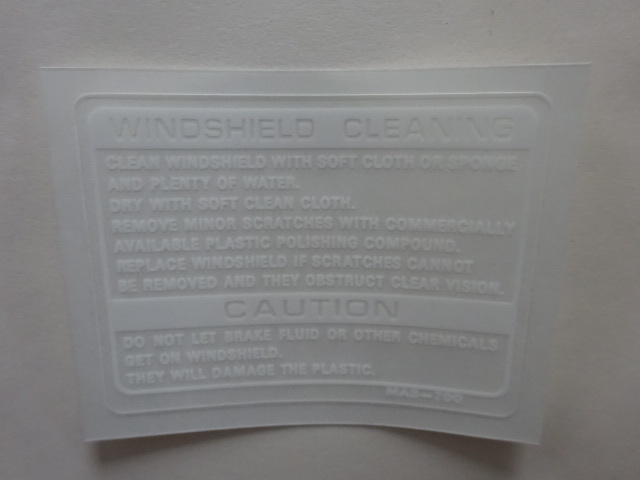 WINDSHIELD CLEANING
CLEAN WINDSHIELD WITH SOFT CLOTH OR SPONGE
AND PLENTY OF WATER.
DRY WITH SOFT CLEAN CLOTH.
REMOVE MINOR SCRATCHES WITH COMMERCIALLY
AVAILABLE PLASTIC POLISHING COMPOUND.
REPLACE WINDSHIELD IF SCRATCHES CANNOT
BE REMOVED AND THEY OBSTRUCT CLEAR VISION.
CAUTION
DO NOT LET BRAKE FLUID OR OTHER CHEMICALS
GET ON WINDSHIELD.
THEY WILL DAMAGE THE PLASTIC.